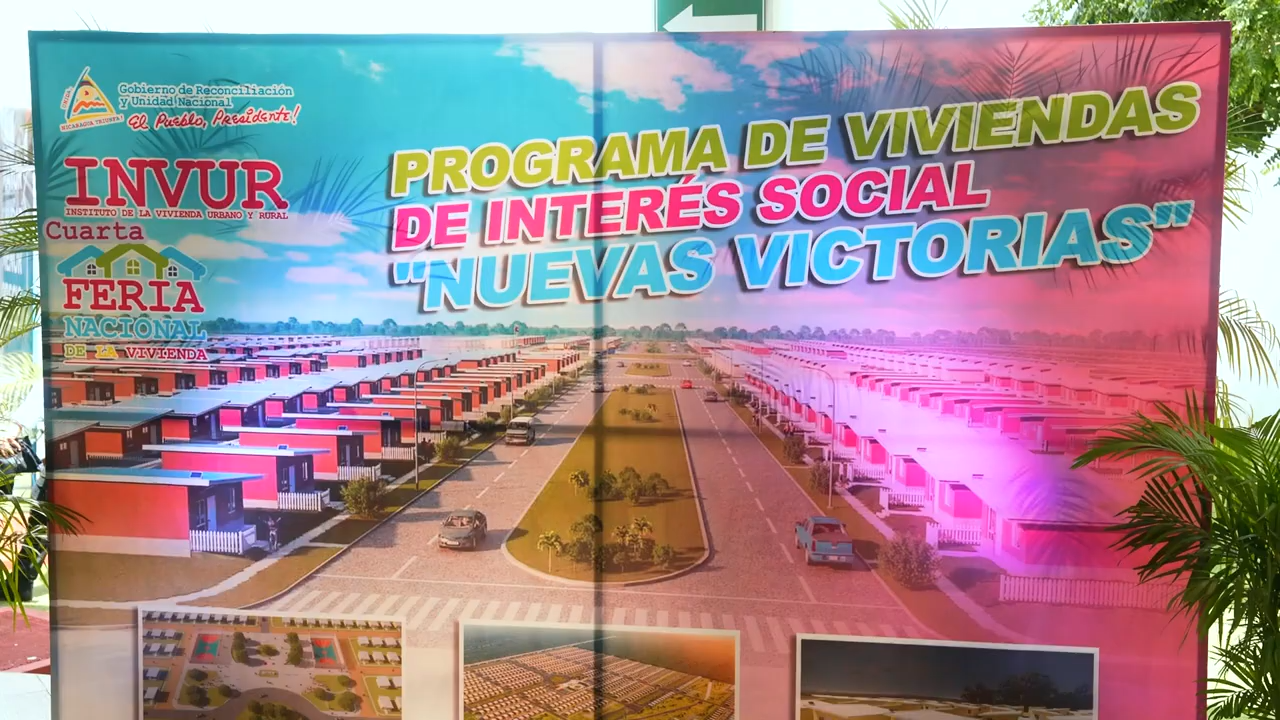 Gobierno de Reconciliación
y Unidad Nacional
El Pueblo, Presidente!
UNIDA,
NICARAGUA TRIUNFA!
INVUR
INSTITUTO DE LA VIVIENDA URBANO Y RURAL
Cuarta
FERIA
NACIONAL
DE LA VIVIENDA
PROGRAMA DE VIVIENDAS
DE INTERÉS SOCIAL
"NUEVAS VICTORIAS"